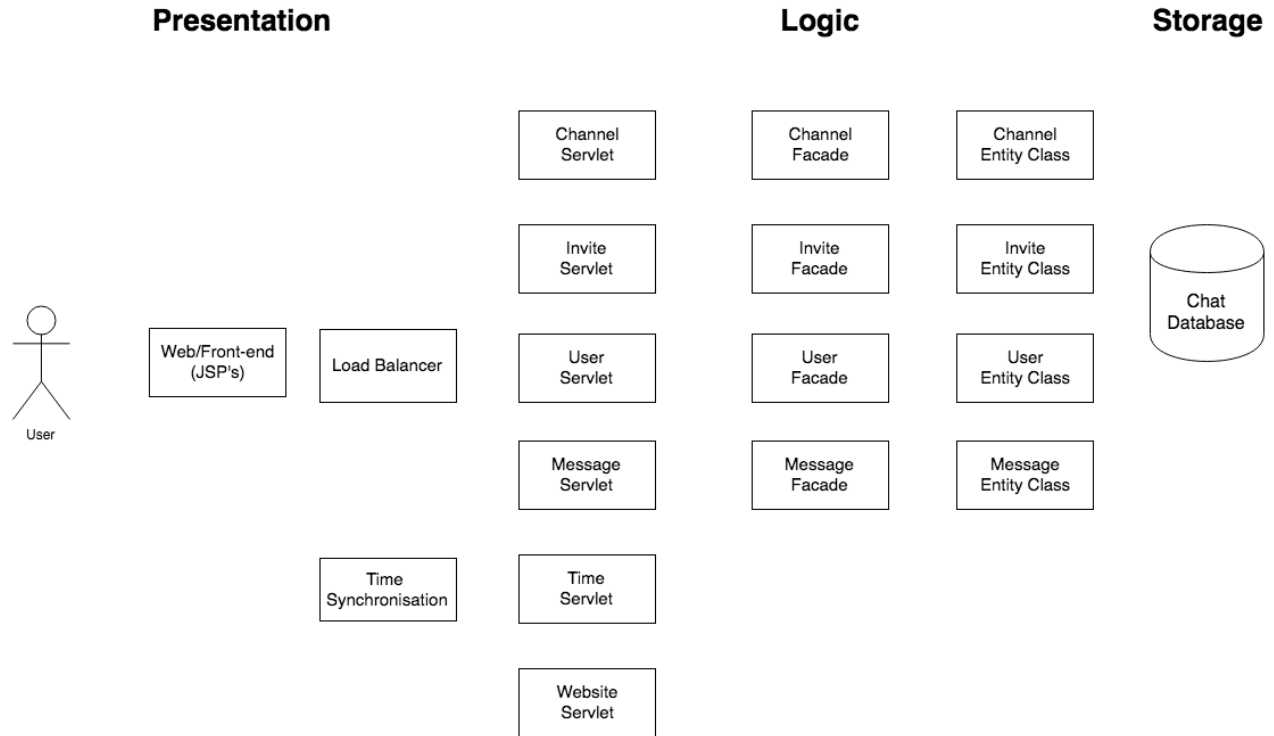 Presentation
Logic
Storage
Channel
Servlet
Channel
Facade
Channel
Entity Class
Invite
Servlet
Invite
Facade
Invite
Entity Class
Chat
Database
User
Web/Front-end
(JSP's)
Load Balancer
User
Servlet
User
Facade
User
Entity Class
Message
Servlet
Message
Facade
Message
Entity Class
Time
Synchronisation
Time
Servlet
Website
Servlet